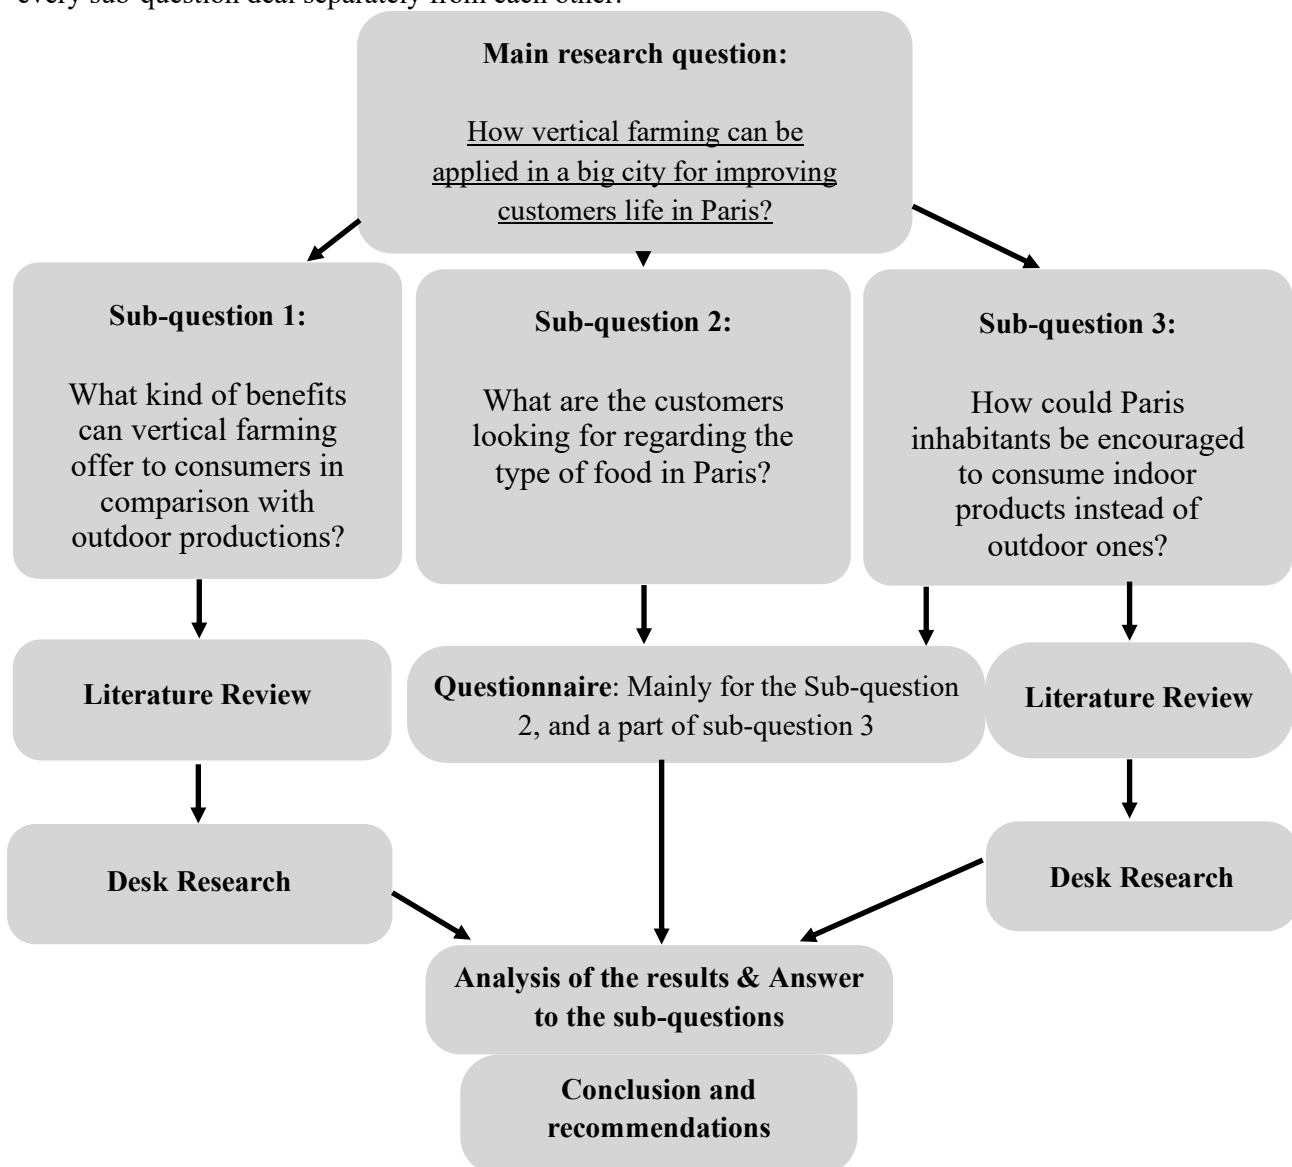 every sub-question deal separately from each other.
Main research question:
How vertical farming can be
applied in a big city for improving
customers life in Paris?
Sub-question 1:
What kind of benefits
can vertical farming
offer to consumers in
comparison with
outdoor productions?
Sub-question 2:
What are the customers
looking for regarding the
type of food in Paris?
Sub-question 3:
How could Paris
inhabitants be encouraged
to consume indoor
products instead of
outdoor ones?
Literature Review
Questionnaire: Mainly for the Sub-question
2, and a part of sub-question 3
Literature Review
Desk Research
Desk Research
Analysis of the results & Answer
to the sub-questions
Conclusion and
recommendations